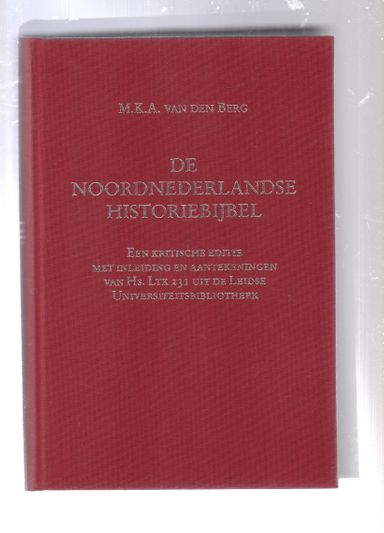 M.K.A. VAN DEN BERG
DE
NOORDNEDERLANDSE
HISTORIEBIJBEL
EEN KRITISCHE EDITIE
MET INLEIDING EN AANTEKENINGEN
VAN HS. LTK 231 UIT DE LEIDSE
UNIVERSITEITSBIBLIOTHEEK